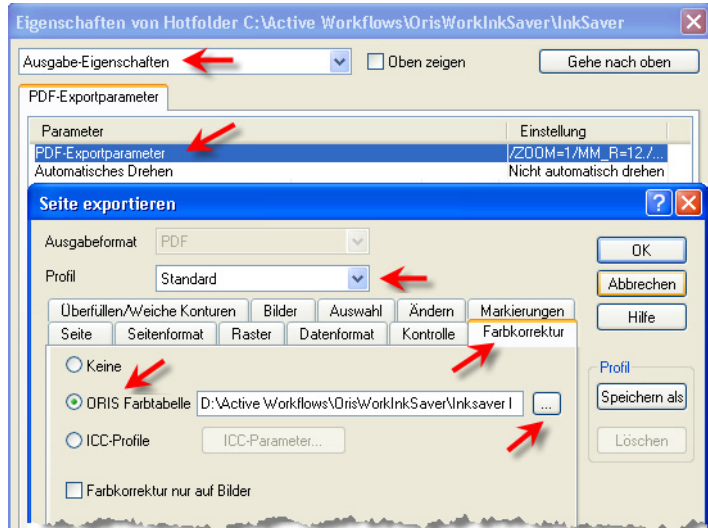 Eigenschaften von Hotfolder C:\Active Workflows\OrisWorkInkSaver\InkSaver
Ausgabe-Eigenschaften Oben zeigen Gehe nach oben
PDF-Exportparameter
Parameter Einstellung
PDF-Exportparameter /ZOOM=1/MM_R=12./...
Automatisches Drehen Nicht automatisch drehen
Seite exportieren
Ausgabeformat PDF OK
Profil Standard Abbrechen
Überfüllen/Weiche Konturen Bilder Auswahl Ändern Markierungen Hilfe
Seite Seitenformat Raster Datenformat Kontrolle Farbkorrektur
Keine Profil
ORIS Farbtabelle D:\Active Workflows\OrisWorkInkSaver\Inksaver I ... Speichern als
ICC-Profile ICC-Parameter... Löschen
Farbkorrektur nur auf Bilder